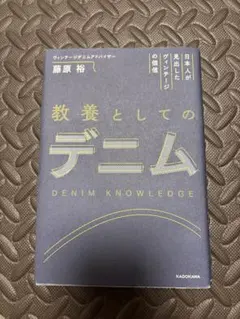 日本人が
見出した
ヴィンテージ
の価値
ヴィンテージデニムアドバイザー
藤原 裕
教養としての
デニム
DENIM KNOWLEDGE
KADOKAWA